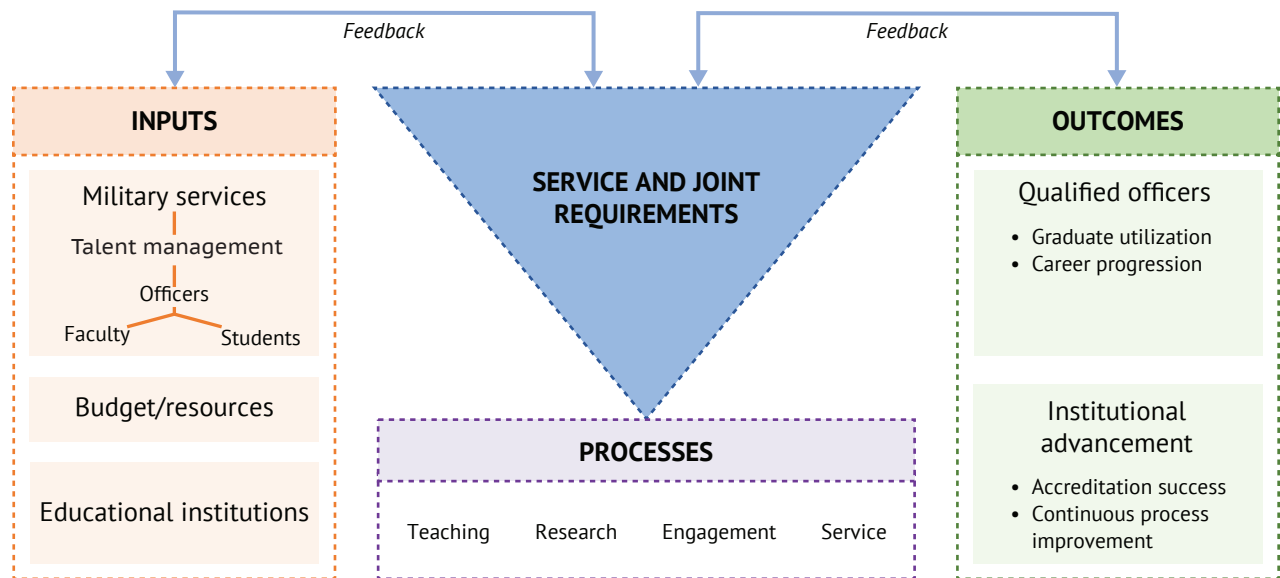 Feedback
Feedback
INPUTS
Military services
Talent management
Officers
Faculty
Students
Budget/resources
Educational institutions
SERVICE AND JOINT
REQUIREMENTS
PROCESSES
Teaching
Research
Engagement
Service
OUTCOMES
Qualified officers
• Graduate utilization
• Career progression
Institutional
advancement
• Accreditation success
• Continuous process
improvement